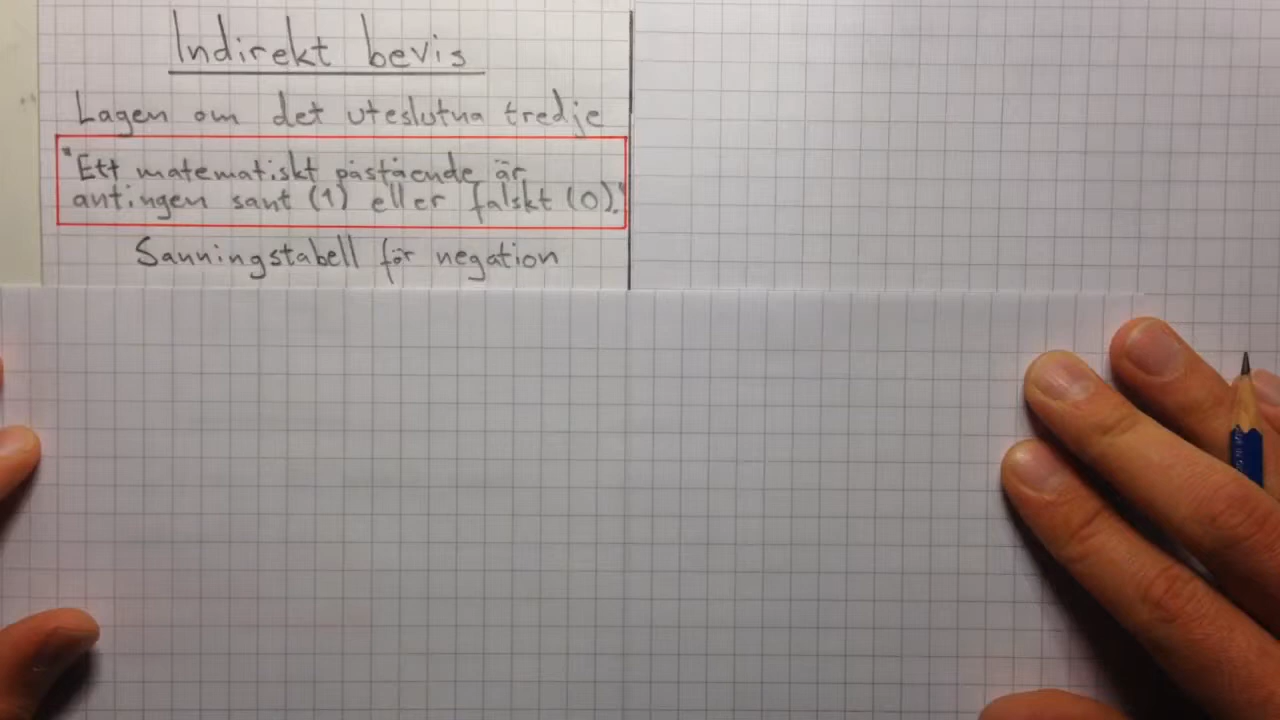 Indirekt bevis
Lagen om det uteslutna tredje
"Ett matematiskt påstående är
antingen sant (1) eller falskt (0)."
Sanningstabell för negation